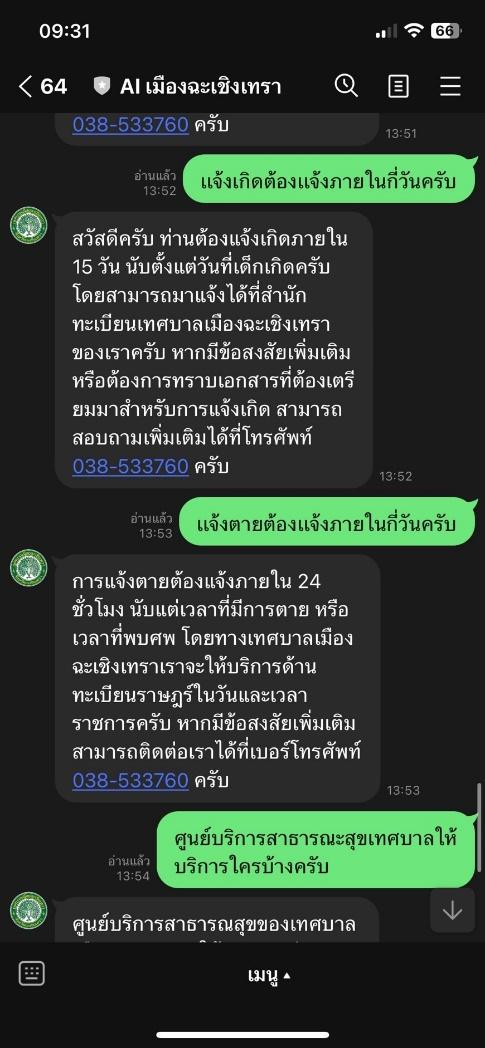 09:31
66
64
AI เมืองฉะเชิงเทรา
038-533760 ครับ
13:51
อ่านแล้ว
13:52
แจ้งเกิดต้องแจ้งภายในกี่วันครับ
สวัสดีครับ ท่านต้องแจ้งเกิดภายใน
15 วัน นับตั้งแต่วันที่เด็กเกิดครับ
โดยสามารถมาแจ้งได้ที่สำนัก
ทะเบียนเทศบาลเมืองฉะเชิงเทรา
ของเราครับ หากมีข้อสงสัยเพิ่มเติม
หรือต้องการทราบเอกสารที่ต้องเตรี
ยมมาสำหรับการแจ้งเกิด สามารถ
สอบถามเพิ่มเติมได้ที่โทรศัพท์
038-533760 ครับ
13:52
อ่านแล้ว
13:53
แจ้งตายต้องแจ้งภายในกี่วันครับ
การแจ้งตายต้องแจ้งภายใน 24
ชั่วโมง นับแต่เวลาที่มีการตาย หรือ
เวลาที่พบศพ โดยทางเทศบาลเมือง
ฉะเชิงเทราเราจะให้บริการด้าน
ทะเบียนราษฎร์ในวันและเวลา
ราชการครับ หากมีข้อสงสัยเพิ่มเติม
สามารถติดต่อเราได้ที่เบอร์โทรศัพท์
038-533760 ครับ
13:53
อ่านแล้ว
13:54
ศูนย์บริการสาธารณะสุขเทศบาลให้
บริการใครบ้างครับ
ศูนย์บริการสาธารณสุขของเทศบาล
เมนู